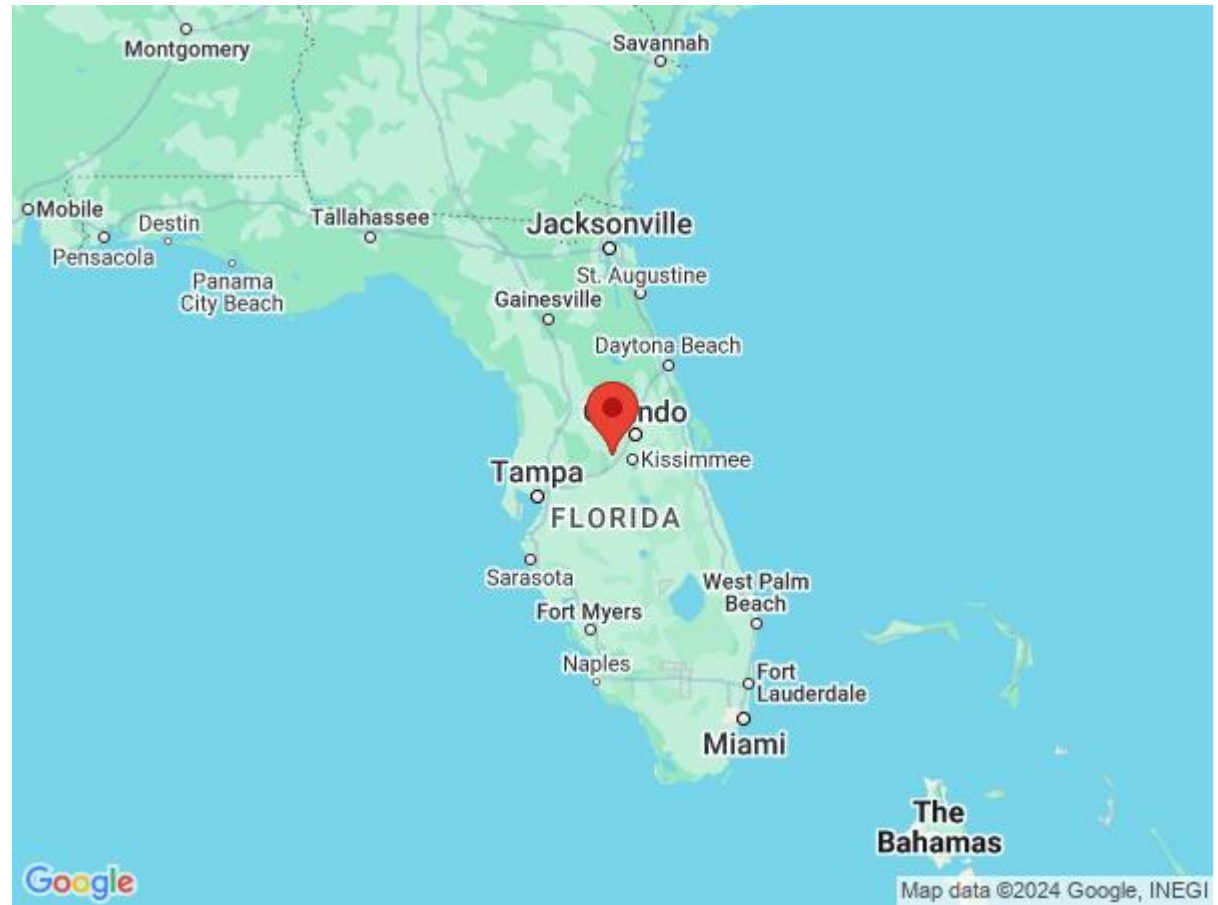 Montgomery
Savannah
Mobile
Destin
Pensacola
Panama
City Beach
Tallahassee
Jacksonville
St. Augustine
Gainesville
Daytona Beach
ndo
Kissimmee
Tampa
FLORIDA
Sarasota
West Palm
Beach
Fort Myers
Naples
Fort
Lauderdale
Miami
The
Bahamas
Google
Map data ©2024 Google, INEGI